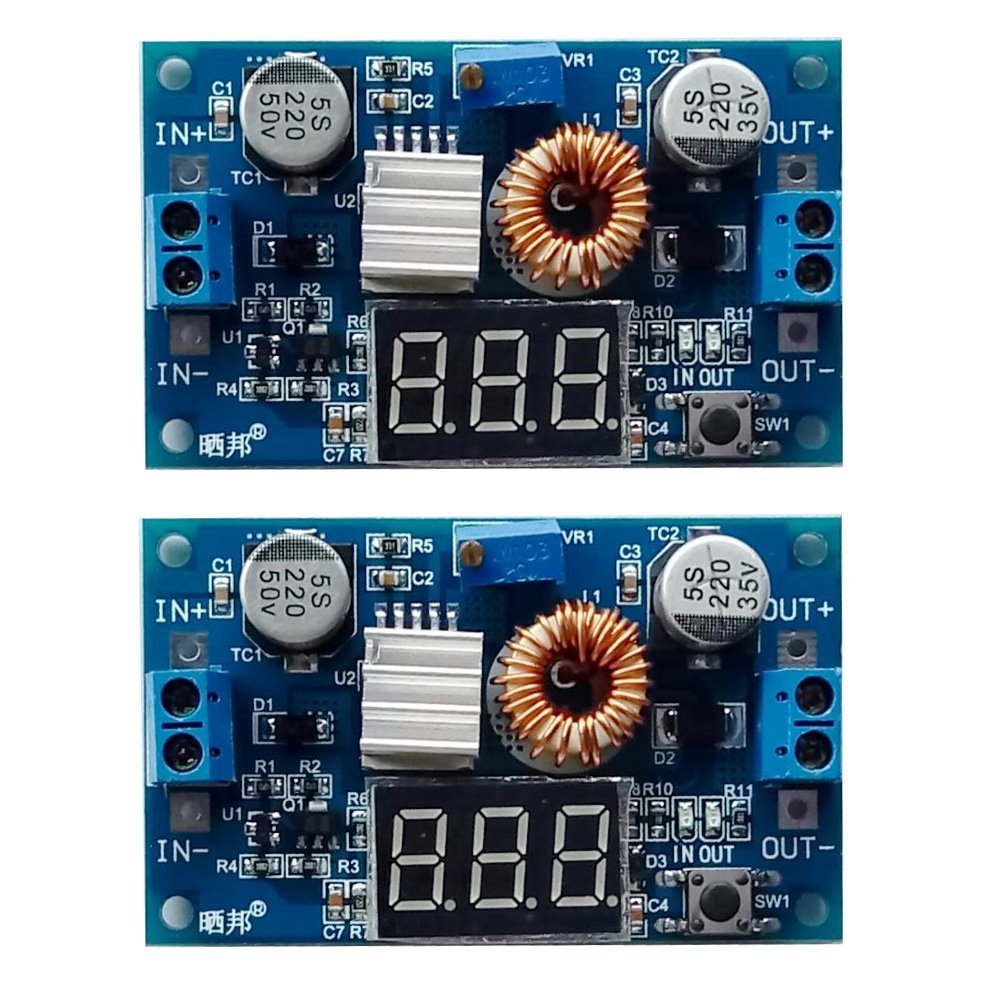 C1
5S
220
50V
R5
C2
VR1
W103
C3
TC2
5S
220
35V
IN+
OUT+
TC1
U2
L1
D1
D2
R1
R2
Q1
U1
R6
R10
R11
IN-
R4
R3
D3
IN OUT
OUT-
C4
SW1
晒邦®
C7
C1
5S
220
50V
R5
C2
VR1
W103
C3
TC2
5S
220
35V
IN+
OUT+
TC1
U2
L1
D1
D2
R1
R2
Q1
U1
R6
R10
R11
IN-
R4
R3
D3
IN OUT
OUT-
C4
SW1
晒邦®
C7